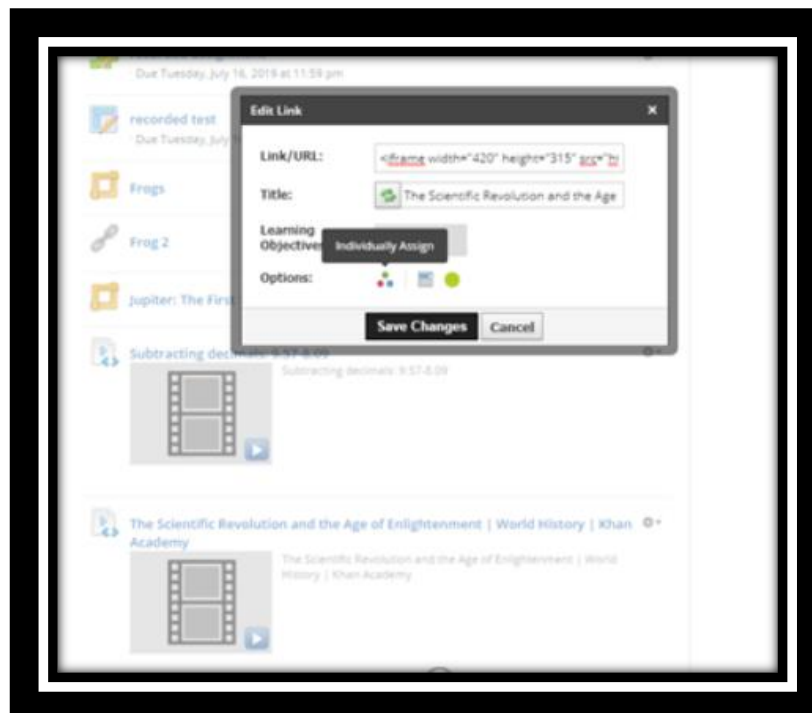 Due Tuesday, July 16, 2019 at 11:59 pm
recorded test
Due Tuesday, July
Frogs
Frog 2
Jupiter: The First
Edit Link
Link/URL:
<iframe width="420" height="315" src="ht
Title:
The Scientific Revolution and the Age
Learning
Objectives
Individually Assign
Options:
Save Changes
Cancel
Subtracting decimals: 9.57-8.09
Subtracting decimals: 9.57-8.09
The Scientific Revolution and the Age of Enlightenment | World History | Khan
Academy
The Scientific Revolution and the Age of Enlightenment | World
History | Khan Academy